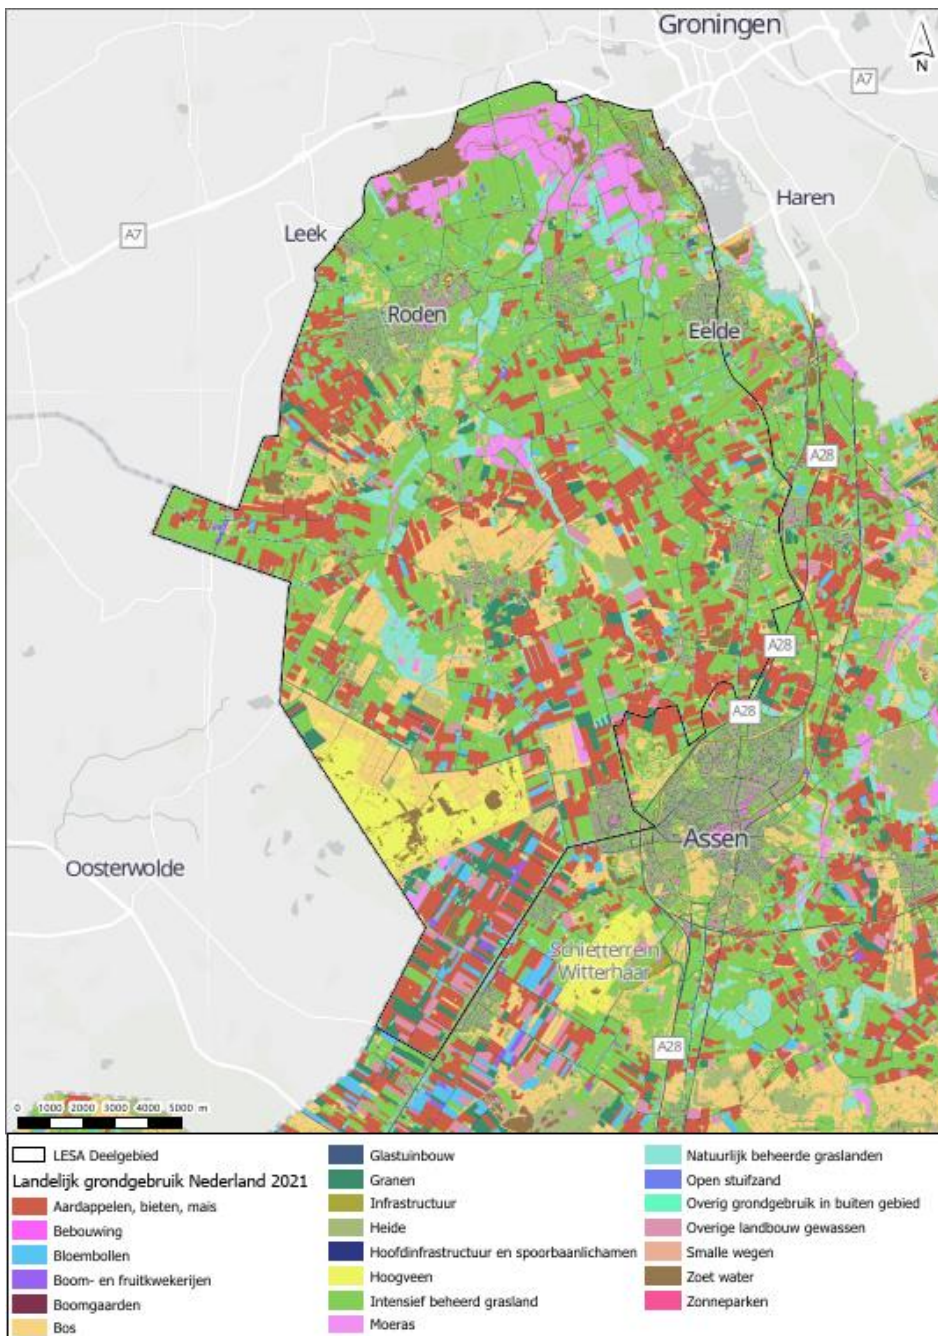 Groningen
N
A7
Haren
A7
Leek
Roden
Eelde
A28
A28
A28
Assen
Oosterwolde
Schietterrein
Witterhaar
A28
0 1000 2000 3000 4000 5000 m
LESA Deelgebied
Landelijk grondgebruik Nederland 2021
Aardappelen, bieten, mais
Bebouwing
Bloembollen
Boom- en fruitkwekerijen
Boomgaarden
Bos
Glastuinbouw
Granen
Infrastructuur
Heide
Hoofdinfrastructuur en spoorbaanlichamen
Hoogveen
Intensief beheerd grasland
Moeras
Natuurlijk beheerde graslanden
Open stuifzand
Overig grondgebruik in buiten gebied
Overige landbouw gewassen
Smalle wegen
Zoet water
Zonneparken